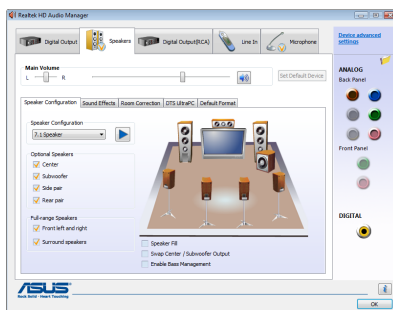 Realtek HD Audio Manager
Digital Output
Speakers
Digital Output(RCA)
Line In
Microphone
Device advanced
settings
Main Volume
L
R
Set Default Device
ANALOG
Back Panel
Speaker Configuration
Sound Effects
Room Correction
DTS UltraPC
Default Format
Speaker Configuration
7.1 Speaker
Optional Speakers
Center
Subwoofer
Side pair
Rear pair
Front Panel
Full-range Speakers
Front left and right
Surround speakers
Speaker Fill
Swap Center / Subwoofer Output
Enable Bass Management
DIGITAL
ASUS
Rock Solid · Heart Touching
i
OK